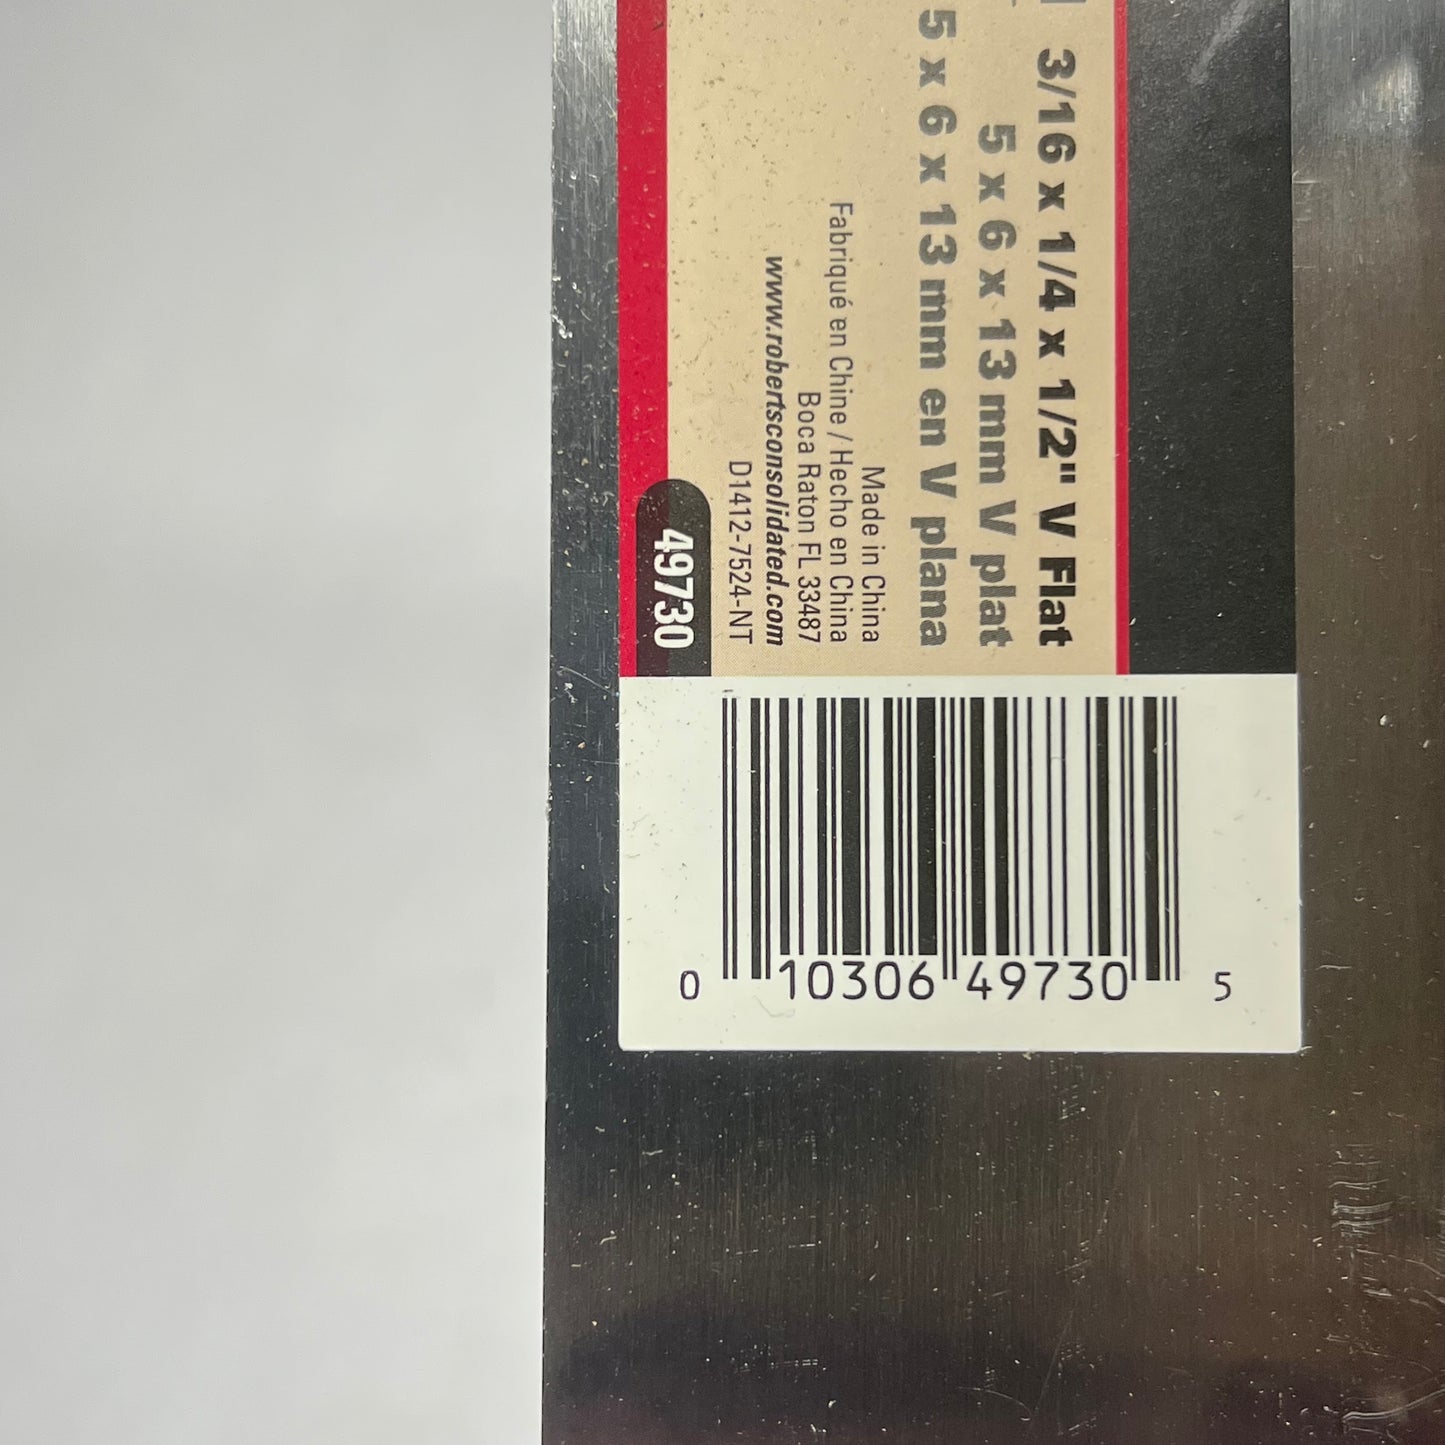 3/16 x 1/4 x 1/2" V Flat
5 x 6 x 13 mm V plat
5 x 6 x 13 mm en V plana
Made in China
Fabriqué en Chine / Hecho en China
Boca Raton FL 33487
www.robertsconsolidated.com
D1412-7524-NT
49730
0 10306 49730 5